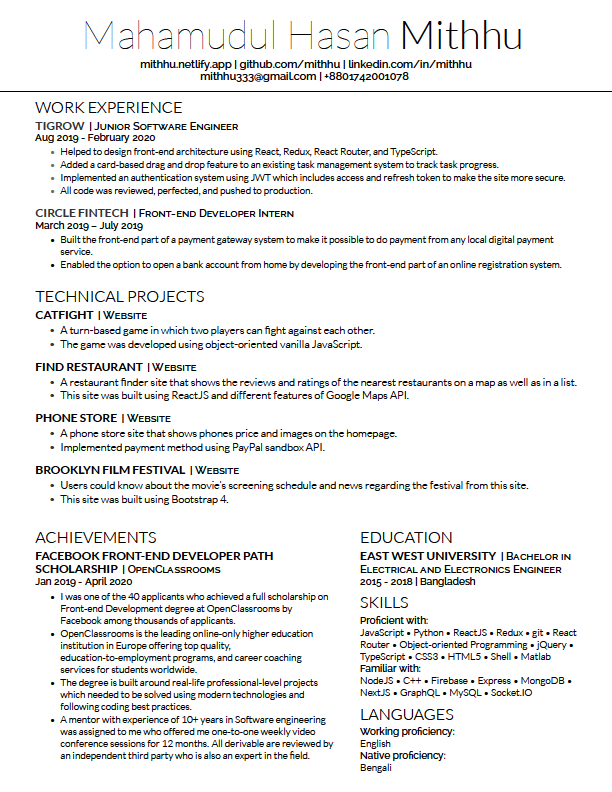 Mahamudul Hasan Mithhu
mithhu.netlify.app | github.com/mithhu | linkedin.com/in/mithhu
mithhu333@gmail.com | +8801742001078
WORK EXPERIENCE
TIGROW | Junior Software Engineer
Aug 2019 - February 2020
• Helped to design front-end architecture using React, Redux, React Router, and TypeScript.
• Added a card-based drag and drop feature to an existing task management system to track task progress.
• Implemented an authentication system using JWT which includes access and refresh token to make the site more secure.
• All code was reviewed, perfected, and pushed to production.
CIRCLE FINTECH | Front-end Developer Intern
March 2019 – July 2019
• Built the front-end part of a payment gateway system to make it possible to do payment from any local digital payment
service.
• Enabled the option to open a bank account from home by developing the front-end part of an online registration system.
TECHNICAL PROJECTS
CATFIGHT | Website
• A turn-based game in which two players can fight against each other.
• The game was developed using object-oriented vanilla JavaScript.
FIND RESTAURANT | Website
• A restaurant finder site that shows the reviews and ratings of the nearest restaurants on a map as well as in a list.
• This site was built using ReactJS and different features of Google Maps API.
PHONE STORE | Website
• A phone store site that shows phones price and images on the homepage.
• Implemented payment method using PayPal sandbox API.
BROOKLYN FILM FESTIVAL | Website
• Users could know about the movie's screening schedule and news regarding the festival from this site.
• This site was built using Bootstrap 4.
ACHIEVEMENTS
FACEBOOK FRONT-END DEVELOPER PATH
SCHOLARSHIP | OpenClassrooms
Jan 2019 - April 2020
• I was one of the 40 applicants who achieved a full scholarship on
Front-end Development degree at OpenClassrooms by
Facebook among thousands of applicants.
• OpenClassrooms is the leading online-only higher education
institution in Europe offering top quality,
education-to-employment programs, and career coaching
services for students worldwide.
• The degree is built around real-life professional-level projects
which needed to be solved using modern technologies and
following coding best practices.
• A mentor with experience of 10+ years in Software engineering
was assigned to me who offered me one-to-one weekly video
conference sessions for 12 months. All derivable are reviewed by
an independent third party who is also an expert in the field.
EDUCATION
EAST WEST UNIVERSITY | Bachelor in
Electrical and Electronics Engineer
2015 - 2018 | Bangladesh
SKILLS
Proficient with:
JavaScript • Python • ReactJS • Redux • git • React
Router • Object-oriented Programming • jQuery •
TypeScript • CSS3 • HTML5 • Shell • Matlab
Familiar with:
NodeJS • C++ • Firebase • Express • MongoDB •
NextJS • GraphQL • MySQL • Socket.IO
LANGUAGES
Working proficiency:
English
Native proficiency:
Bengali